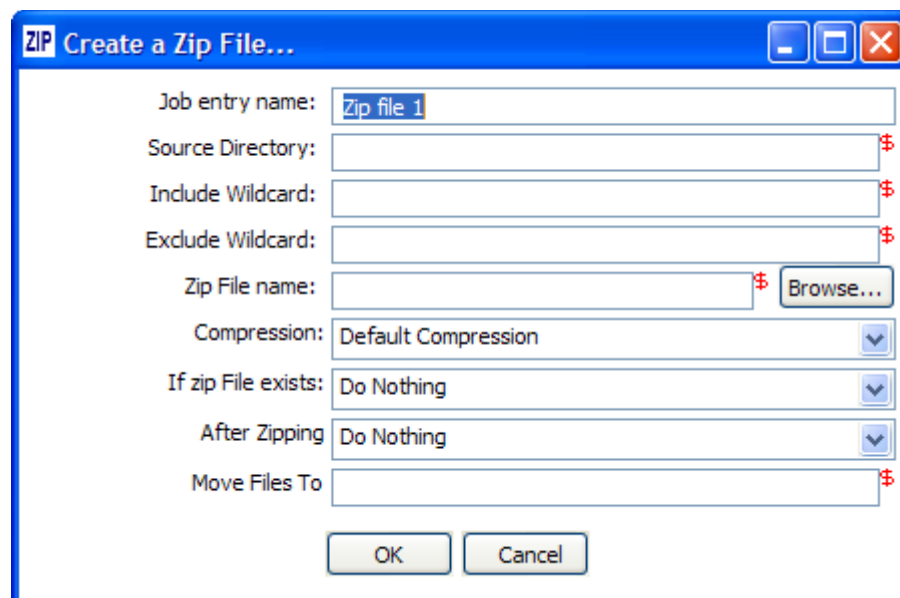 ZIP Create a Zip File...
Job entry name: Zip file 1
Source Directory: $
Include Wildcard: $
Exclude Wildcard: $
Zip File name: $ Browse...
Compression: Default Compression
If zip File exists: Do Nothing
After Zipping Do Nothing
Move Files To $
OK Cancel